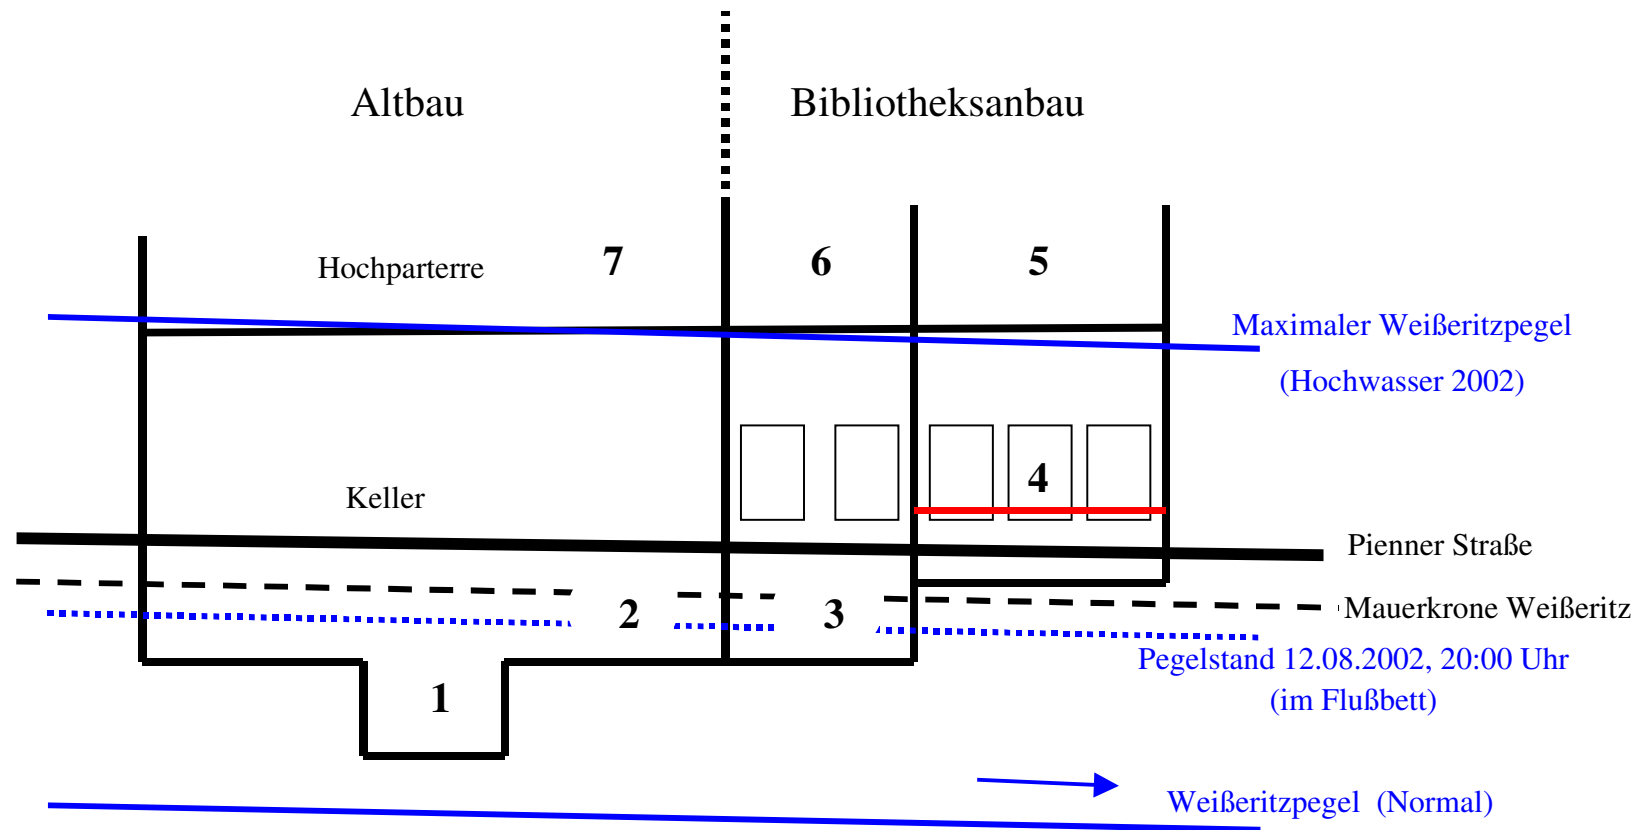 Altbau
Bibliotheksanbau
Hochparterre
7
6
5
Maximaler Weißeritzpegel
(Hochwasser 2002)
4
Keller
Pienner Straße
2
3
Mauerkrone Weißeritz
Pegelstand 12.08.2002, 20:00 Uhr
(im Flußbett)
1
Weißeritzpegel (Normal)